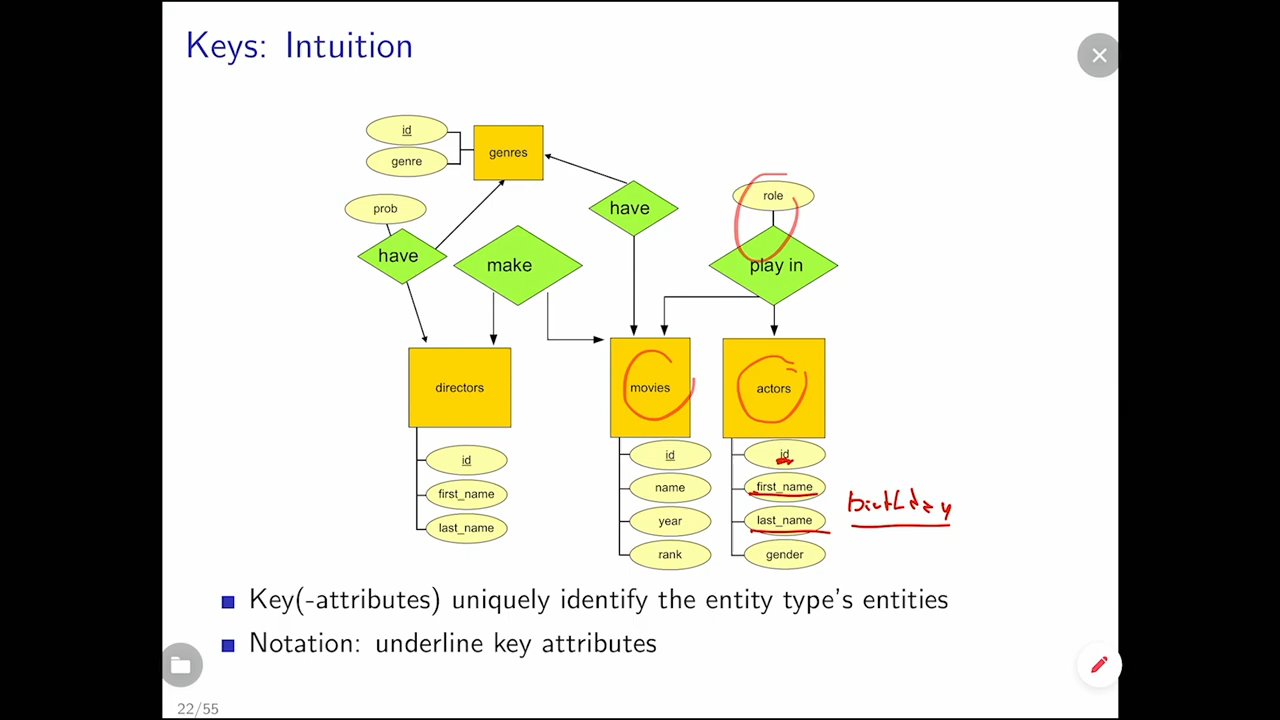 Keys: Intuition
id
genres
genre
prob
have
role
have
make
play in
directors
movies
actors
id
first_name
last_name
id
name
year
rank
id
first_name
last_name
gender
birthday
Key(-attributes) uniquely identify the entity type's entities
Notation: underline key attributes
22/55